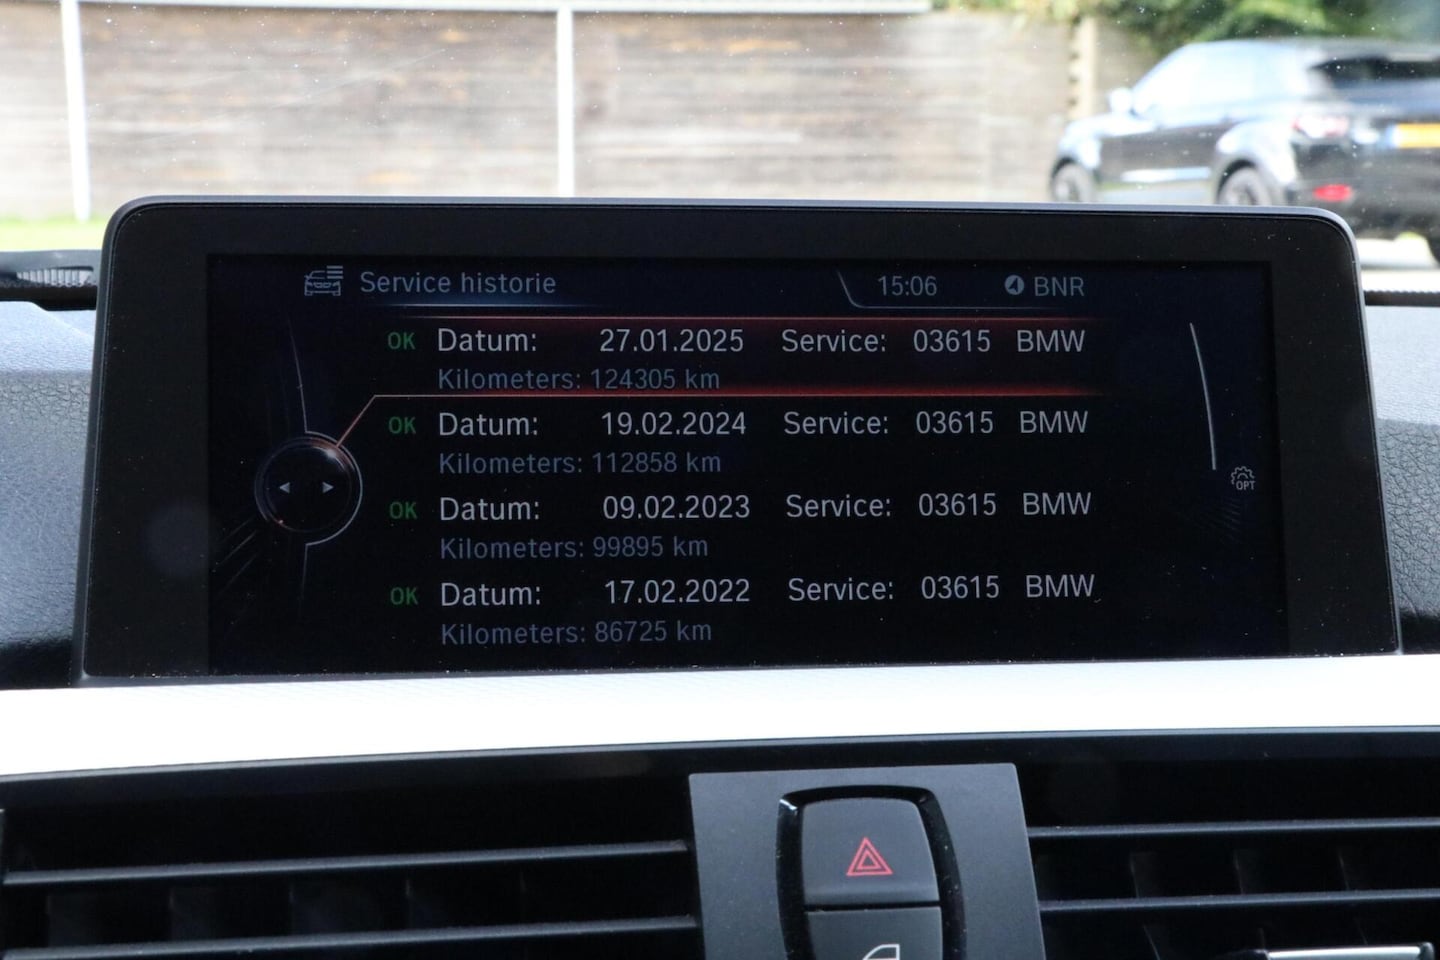 Service historie 15:06 BNR
OK Datum: 27.01.2025 Service: 03615 BMW
Kilometers: 124305 km
OK Datum: 19.02.2024 Service: 03615 BMW
Kilometers: 112858 km
OK Datum: 09.02.2023 Service: 03615 BMW
Kilometers: 99895 km
OPT
OK Datum: 17.02.2022 Service: 03615 BMW
Kilometers: 86725 km